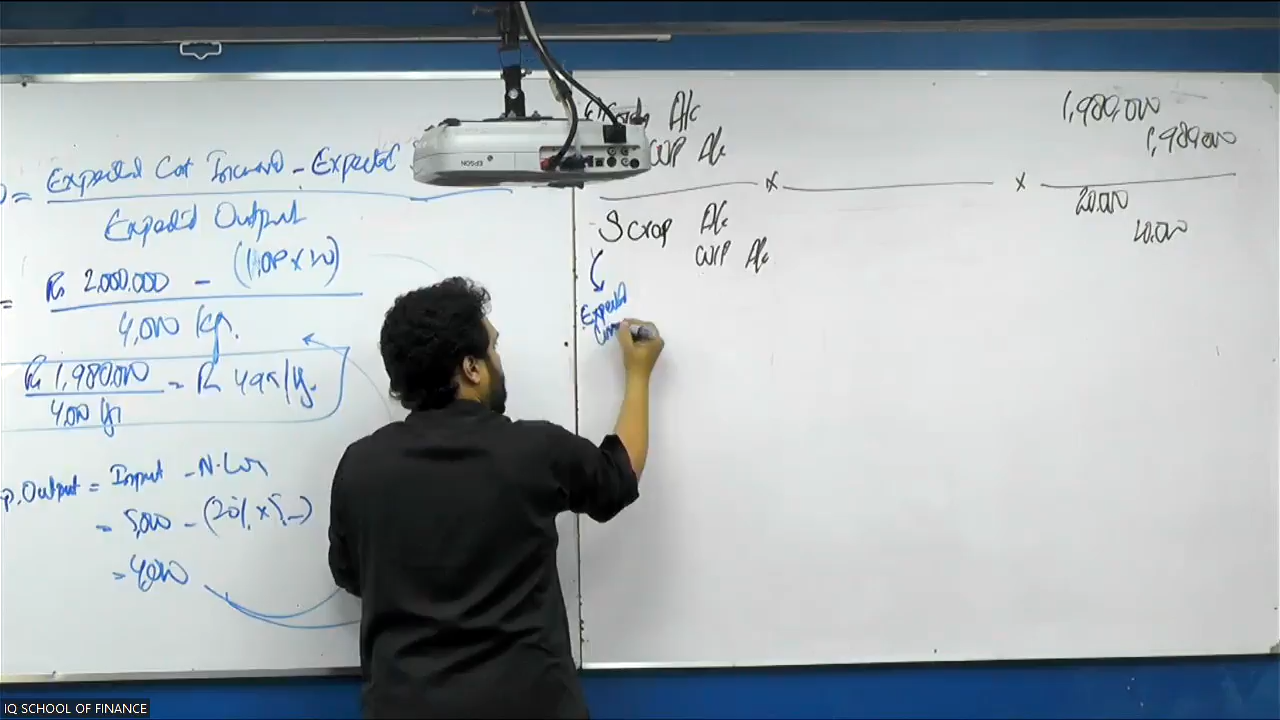 = Expected Cost Incurred - Expected
Expected Output
= Rs 2,000,000 - (1,000 x 20)
4,000 kg.
Rs 1,980,000 = Rs 495/kg.
4,000 kg
p. Output = Input - N. Loss
= 5,000 - (20% x 5,—)
= 4,000
A/c
WIP A/c
Scrap A/c
WIP A/c
Expected
x
x
1,980,000
1,980,000
20,000
20,000
EPSON
IQ SCHOOL OF FINANCE